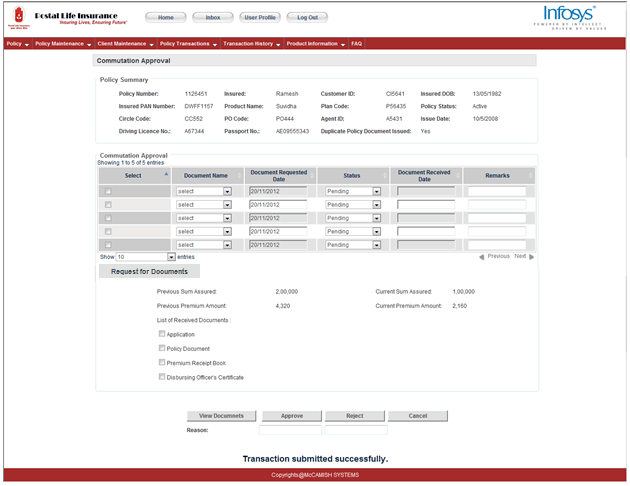 Postal Life Insurance
'Insuring Lives, Ensuring Future'
Home Inbox User Profile Log Out
Infosys®
POWERED BY INTELLECT
DRIVEN BY VALUES
Policy Policy Maintenance Client Maintenance Policy Transactions Transaction History Product Information FAQ
Commutation Approval
Policy Summary
Policy Number: 1126451 Insured: Ramesh Customer ID: CI5641 Insured DOB: 13/05/1982
Insured PAN Number: DWFF1157 Product Name: Suvidha Plan Code: P56435 Policy Status: Active
Circle Code: CC552 PO Code: PO444 Agent ID: A5431 Issue Date: 10/5/2008
Driving Licence No.: A67344 Passport No.: AE09555343 Duplicate Policy Document Issued: Yes
Commutation Approval
Showing 1 to 5 of 5 entries
Select Document Name Document Requested Date Status Document Received Date Remarks
select 20/11/2012 Pending
select 20/11/2012 Pending
select 20/11/2012 Pending
select 20/11/2012 Pending
select 20/11/2012 Pending
Show 10 entries Previous Next
Request for Documents
Previous Sum Assured: 2,00,000 Current Sum Assured: 1,00,000
Previous Premium Amount: 4,320 Current Premium Amount: 2,160
List of Received Documents :
Application
Policy Document
Premium Receipt Book
Disbursing Officer's Certificate
View Documnets Approve Reject Cancel
Reason:
Transaction submitted successfully.
Copyrights@McCAMISH SYSTEMS